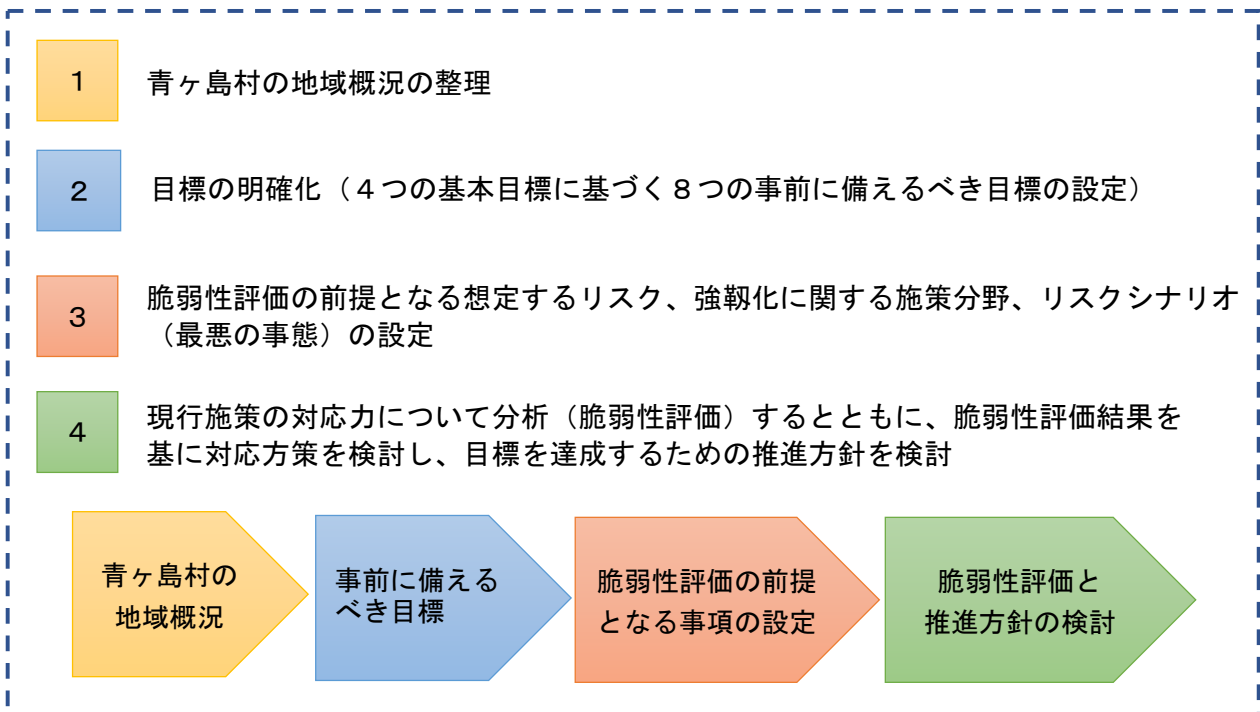 1
青ヶ島村の地域概況の整理
2
目標の明確化（４つの基本目標に基づく８つの事前に備えるべき目標の設定）
3
脆弱性評価の前提となる想定するリスク、強靱化に関する施策分野、リスクシナリオ
（最悪の事態）の設定
4
現行施策の対応力について分析（脆弱性評価）するとともに、脆弱性評価結果を
基に対応方策を検討し、目標を達成するための推進方針を検討
青ヶ島村の
地域概況
事前に備える
べき目標
脆弱性評価の前提
となる事項の設定
脆弱性評価と
推進方針の検討